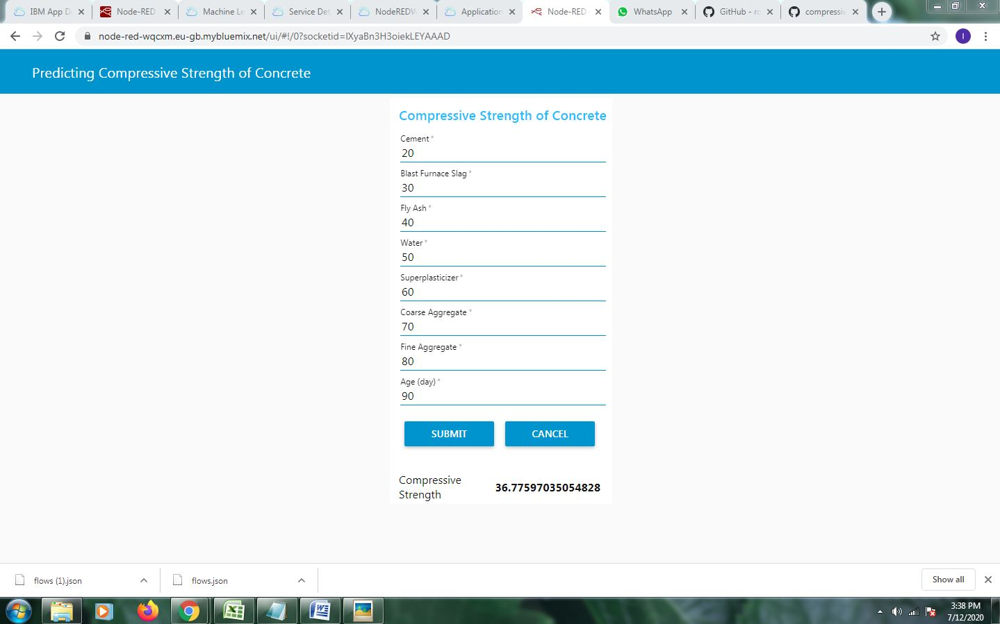 IBM App D
Node-RED
Machine Le
Service Det
NodeREDW
Application
Node-RED
WhatsApp
GitHub - rc
compressiv
node-red-wqcxm.eu-gb.mybluemix.net/ui/#!/0?socketid=IXyaBn3H3oiekLEYAAAD
I
Predicting Compressive Strength of Concrete
Compressive Strength of Concrete
Cement *
20
Blast Furnace Slag *
30
Fly Ash *
40
Water *
50
Superplasticizer *
60
Coarse Aggregate *
70
Fine Aggregate *
80
Age (day) *
90
SUBMIT
CANCEL
Compressive
Strength
36.77597035054828
flows (1).json
flows.json
Show all
3:38 PM
7/12/2020